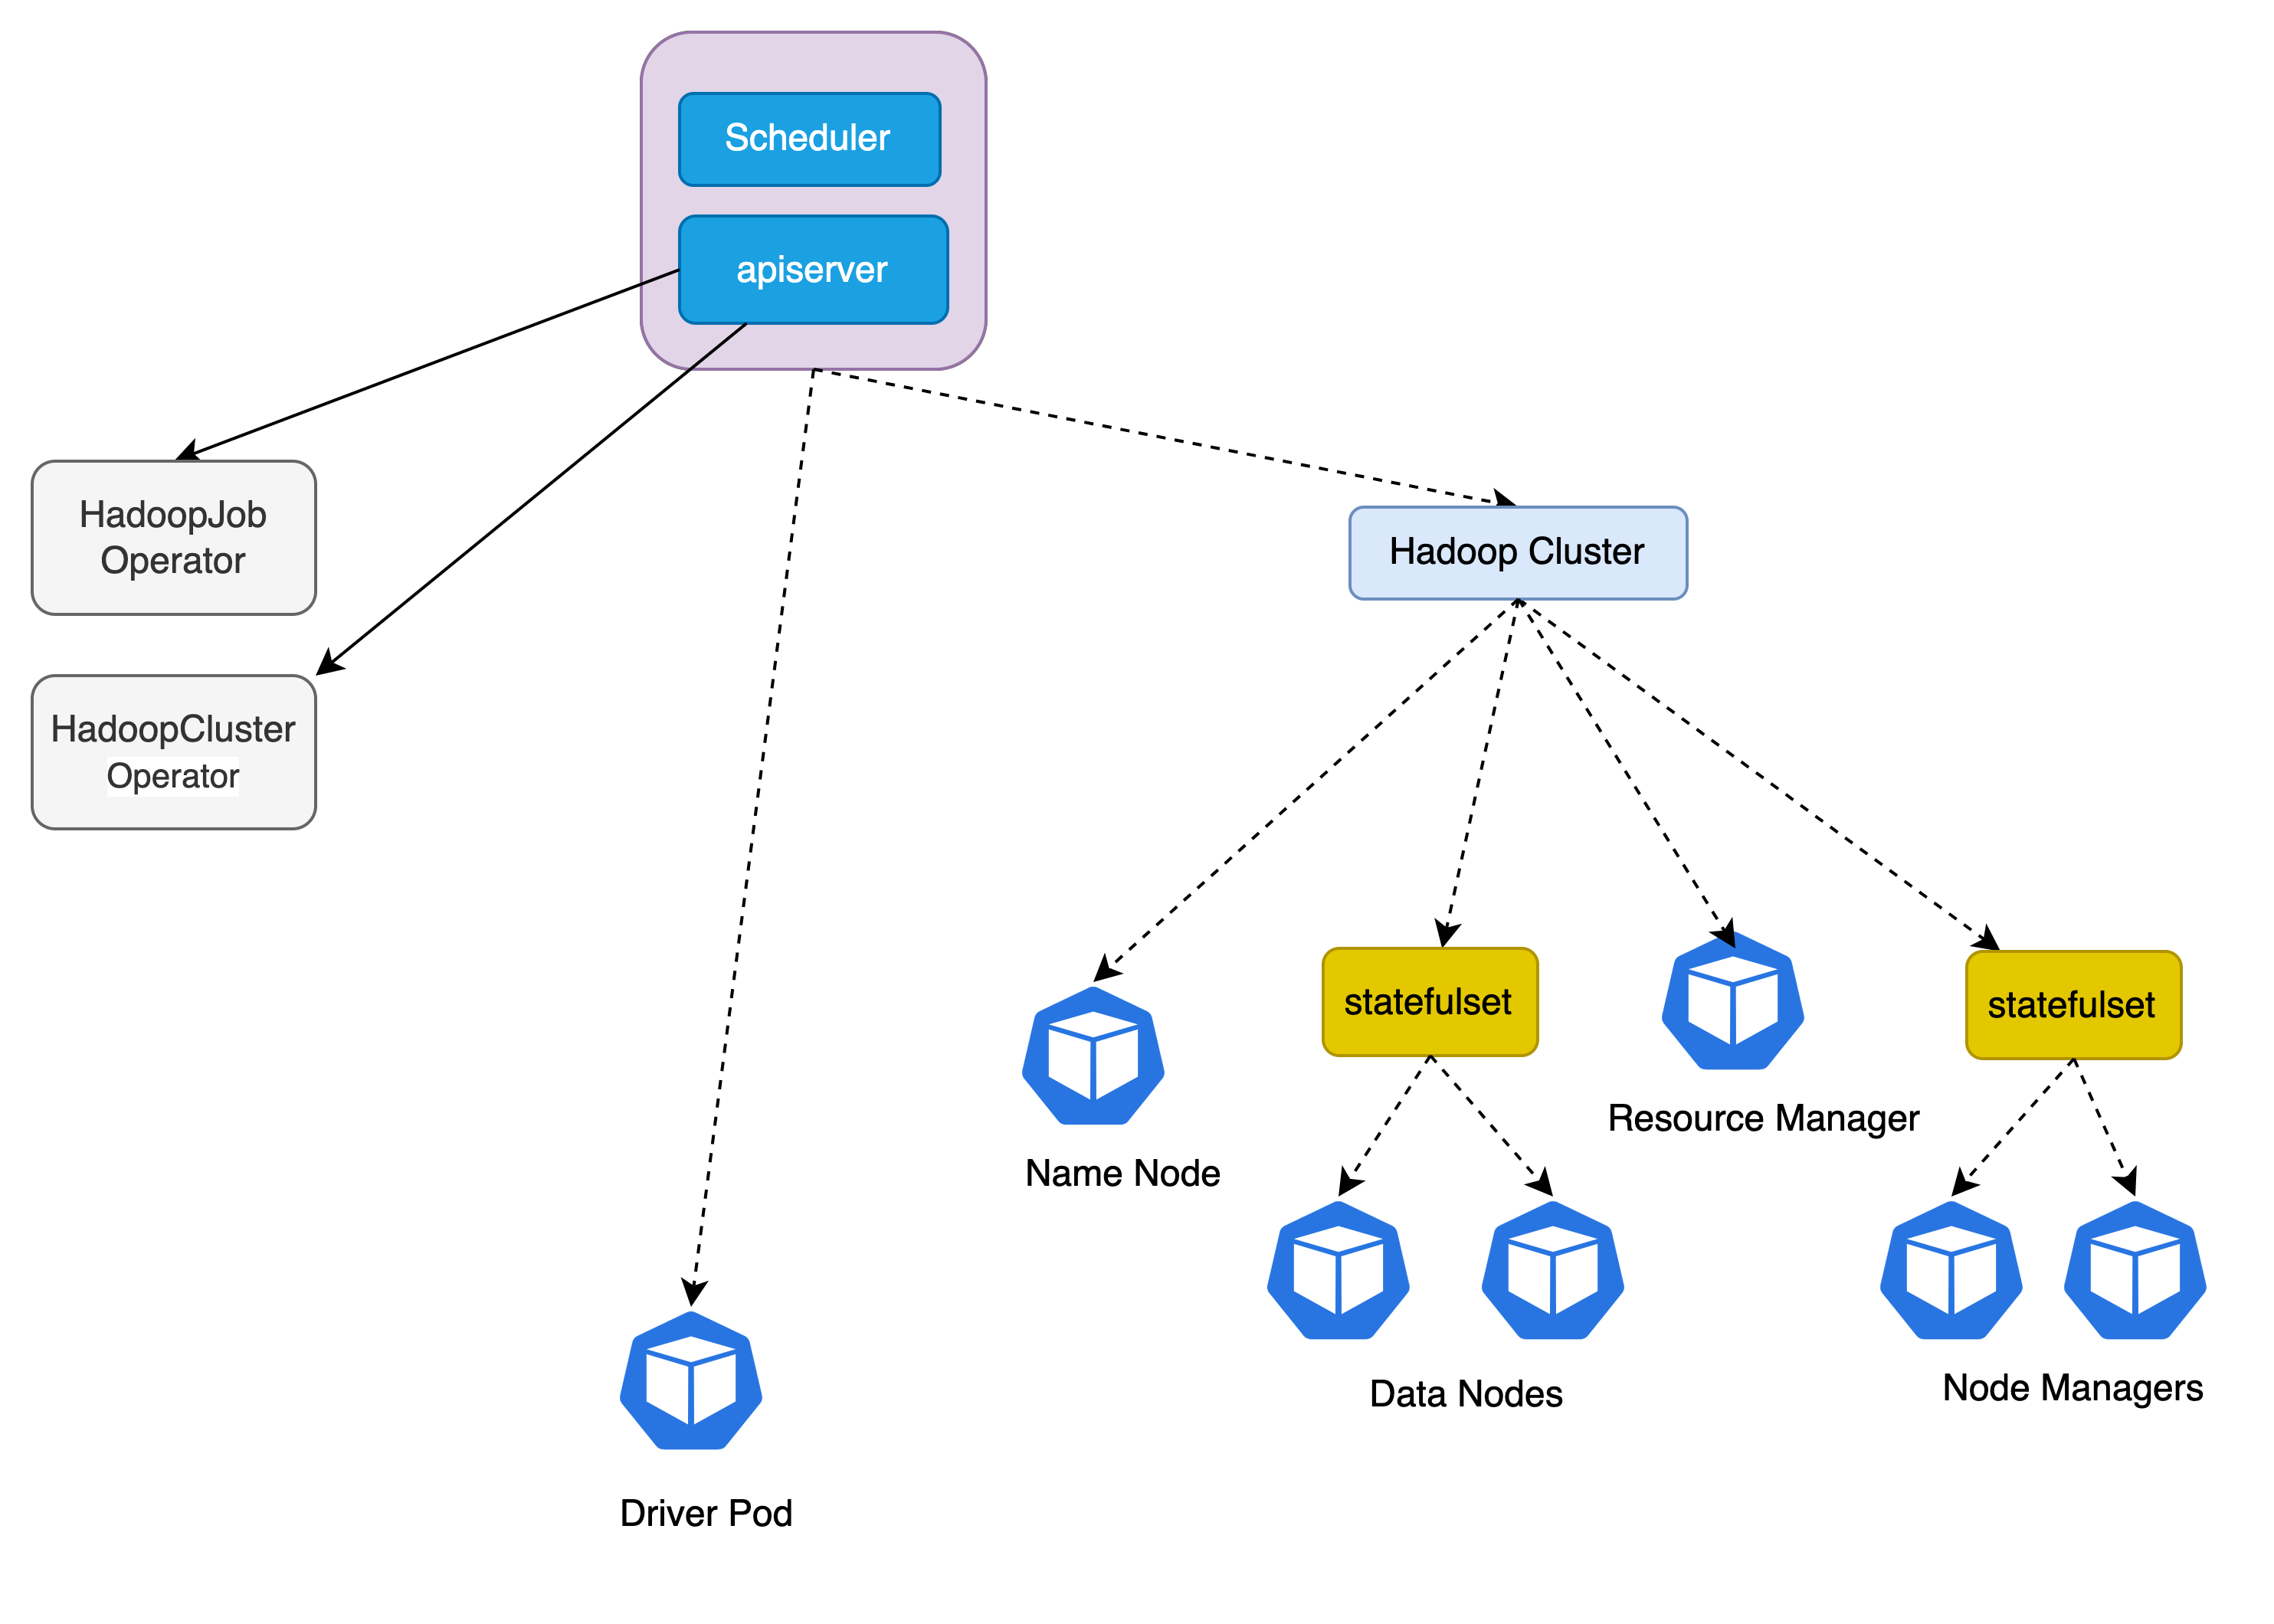 Scheduler
apiserver
HadoopJob
Operator
Hadoop Cluster
HadoopCluster
Operator
statefulset
statefulset
Resource Manager
Name Node
Data Nodes
Node Managers
Driver Pod